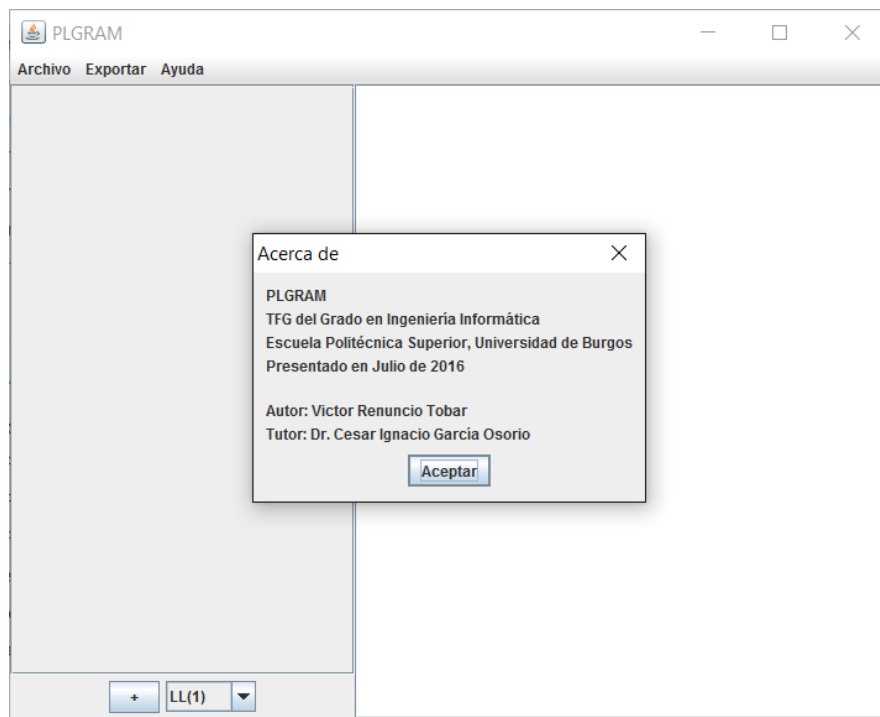 PLGRAM
Archivo Exportar Ayuda
Acerca de
PLGRAM
TFG del Grado en Ingeniería Informática
Escuela Politécnica Superior, Universidad de Burgos
Presentado en Julio de 2016
Autor: Victor Renuncio Tobar
Tutor: Dr. Cesar Ignacio García Osorio
Aceptar
+ LL(1)